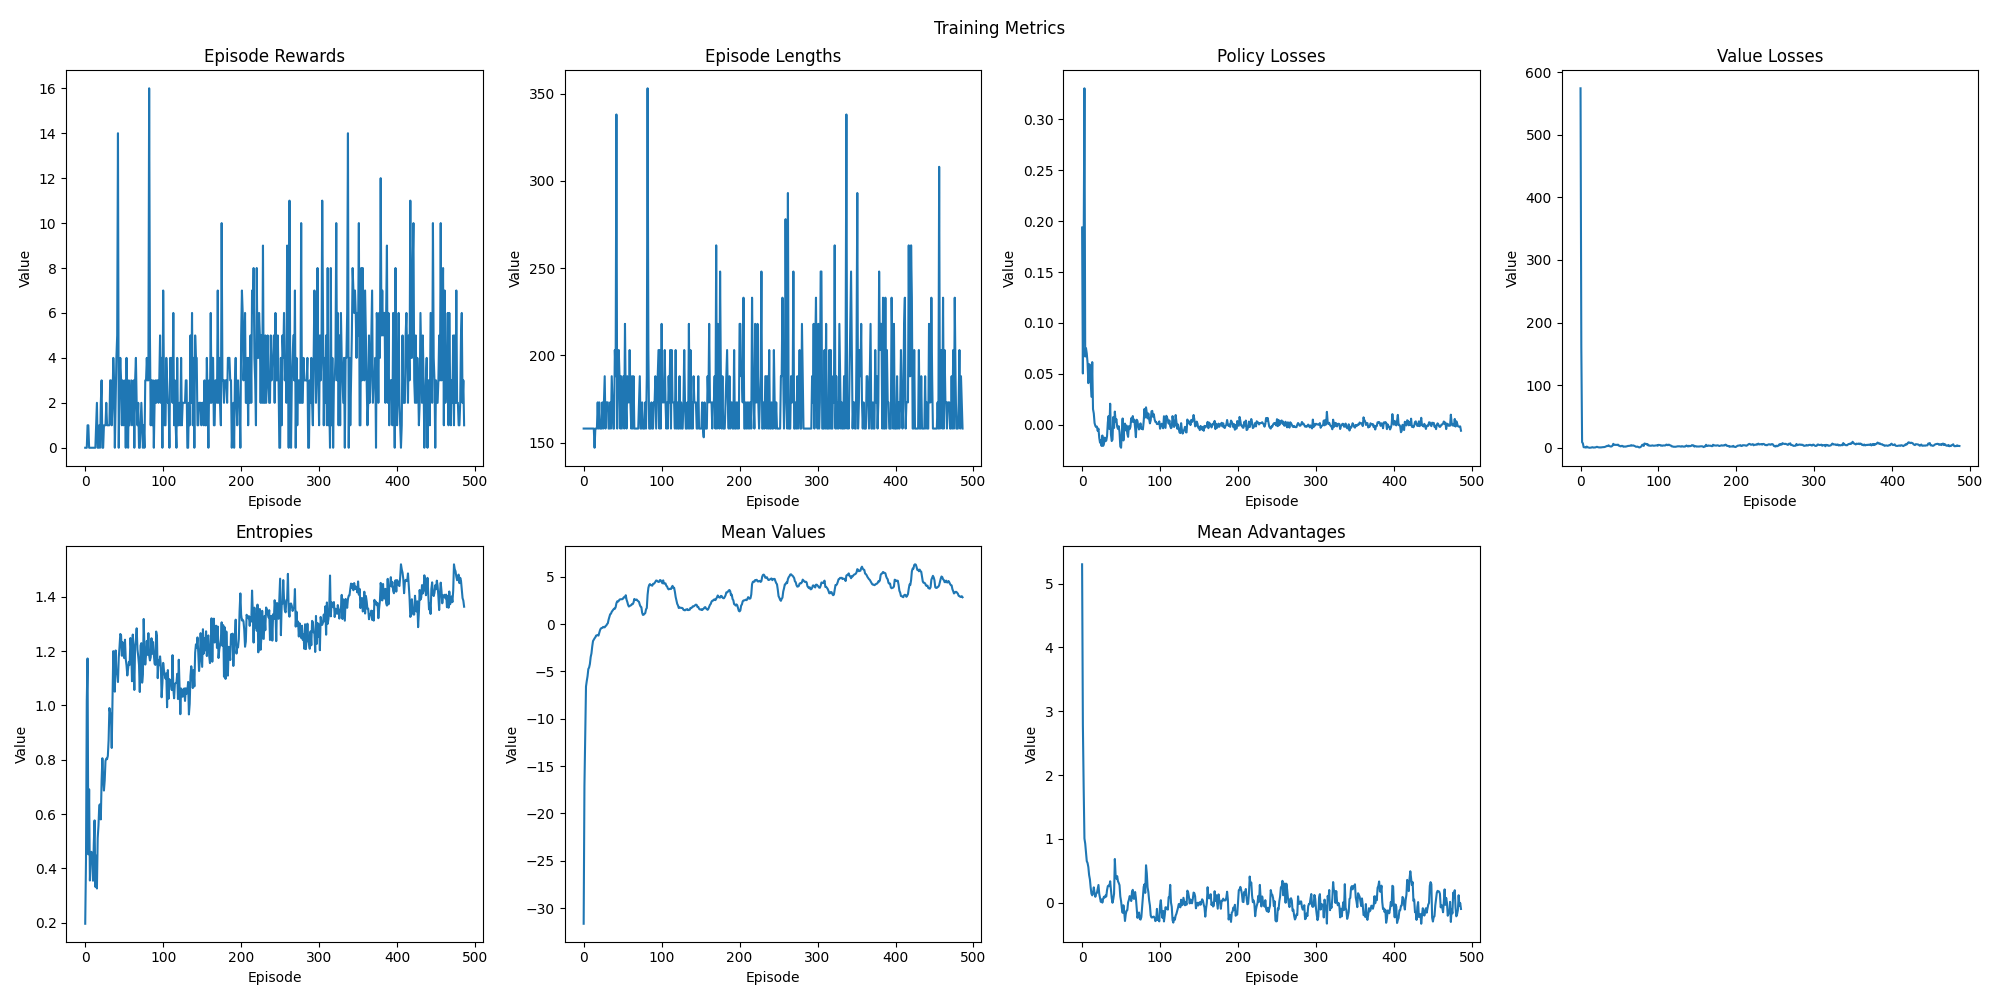 Training Metrics
Episode Rewards
Episode Lengths
Policy Losses
Value Losses
16
14
12
10
8
6
4
2
0
Value
0 100 200 300 400 500
Episode
350
300
250
200
150
Value
0 100 200 300 400 500
Episode
0.30
0.25
0.20
0.15
0.10
0.05
0.00
Value
0 100 200 300 400 500
Episode
600
500
400
300
200
100
0
Value
0 100 200 300 400 500
Episode
Entropies
Mean Values
Mean Advantages
1.4
1.2
1.0
0.8
0.6
0.4
0.2
Value
0 100 200 300 400 500
Episode
5
0
−5
−10
−15
−20
−25
−30
Value
0 100 200 300 400 500
Episode
5
4
3
2
1
0
Value
0 100 200 300 400 500
Episode